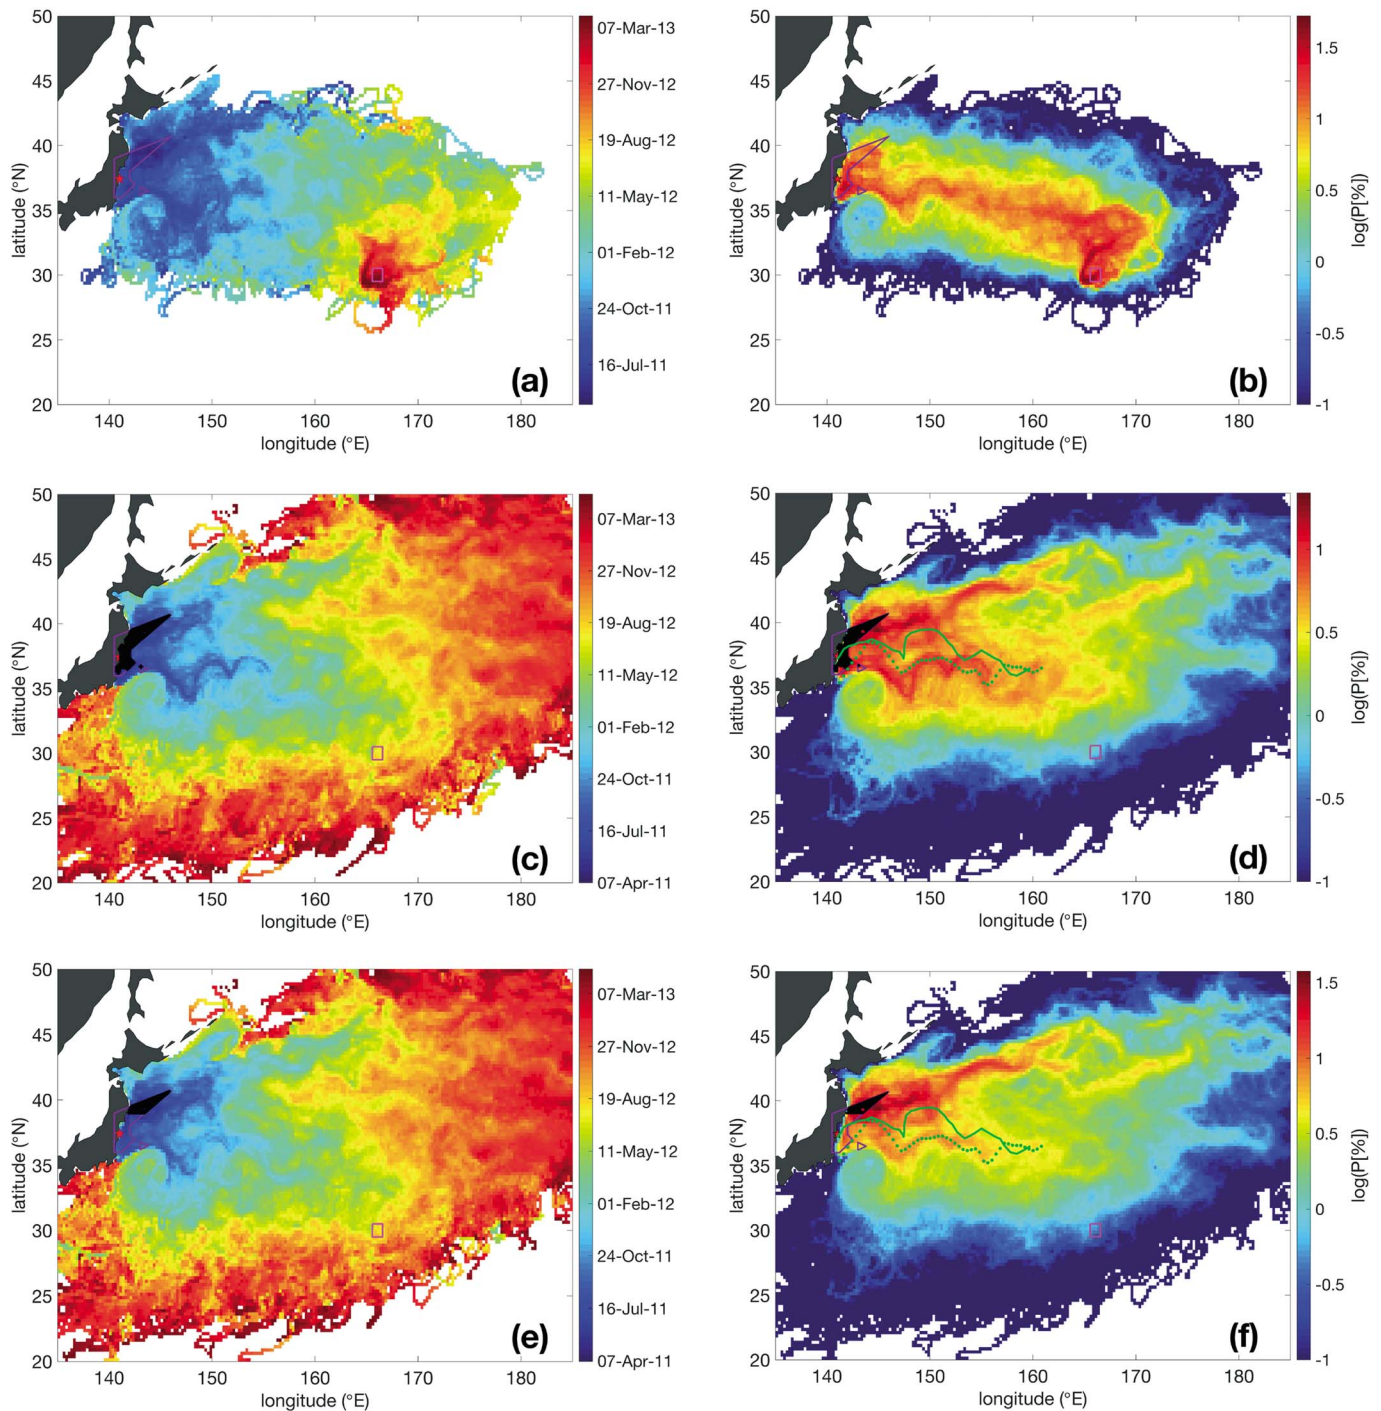 50
45
40
35
30
25
20
latitude (°N)
140 150 160 170 180
longitude (°E)
(a)
07-Mar-13
27-Nov-12
19-Aug-12
11-May-12
01-Feb-12
24-Oct-11
16-Jul-11
50
45
40
35
30
25
20
latitude (°N)
140 150 160 170 180
longitude (°E)
(b)
1.5
1
0.5
0
-0.5
-1
log(P[%])
50
45
40
35
30
25
20
latitude (°N)
140 150 160 170 180
longitude (°E)
(c)
07-Mar-13
27-Nov-12
19-Aug-12
11-May-12
01-Feb-12
24-Oct-11
16-Jul-11
07-Apr-11
50
45
40
35
30
25
20
latitude (°N)
140 150 160 170 180
longitude (°E)
(d)
1
0.5
0
-0.5
-1
log(P[%])
50
45
40
35
30
25
20
latitude (°N)
140 150 160 170 180
longitude (°E)
(e)
07-Mar-13
27-Nov-12
19-Aug-12
11-May-12
01-Feb-12
24-Oct-11
16-Jul-11
07-Apr-11
50
45
40
35
30
25
20
latitude (°N)
140 150 160 170 180
longitude (°E)
(f)
1.5
1
0.5
0
-0.5
-1
log(P[%])